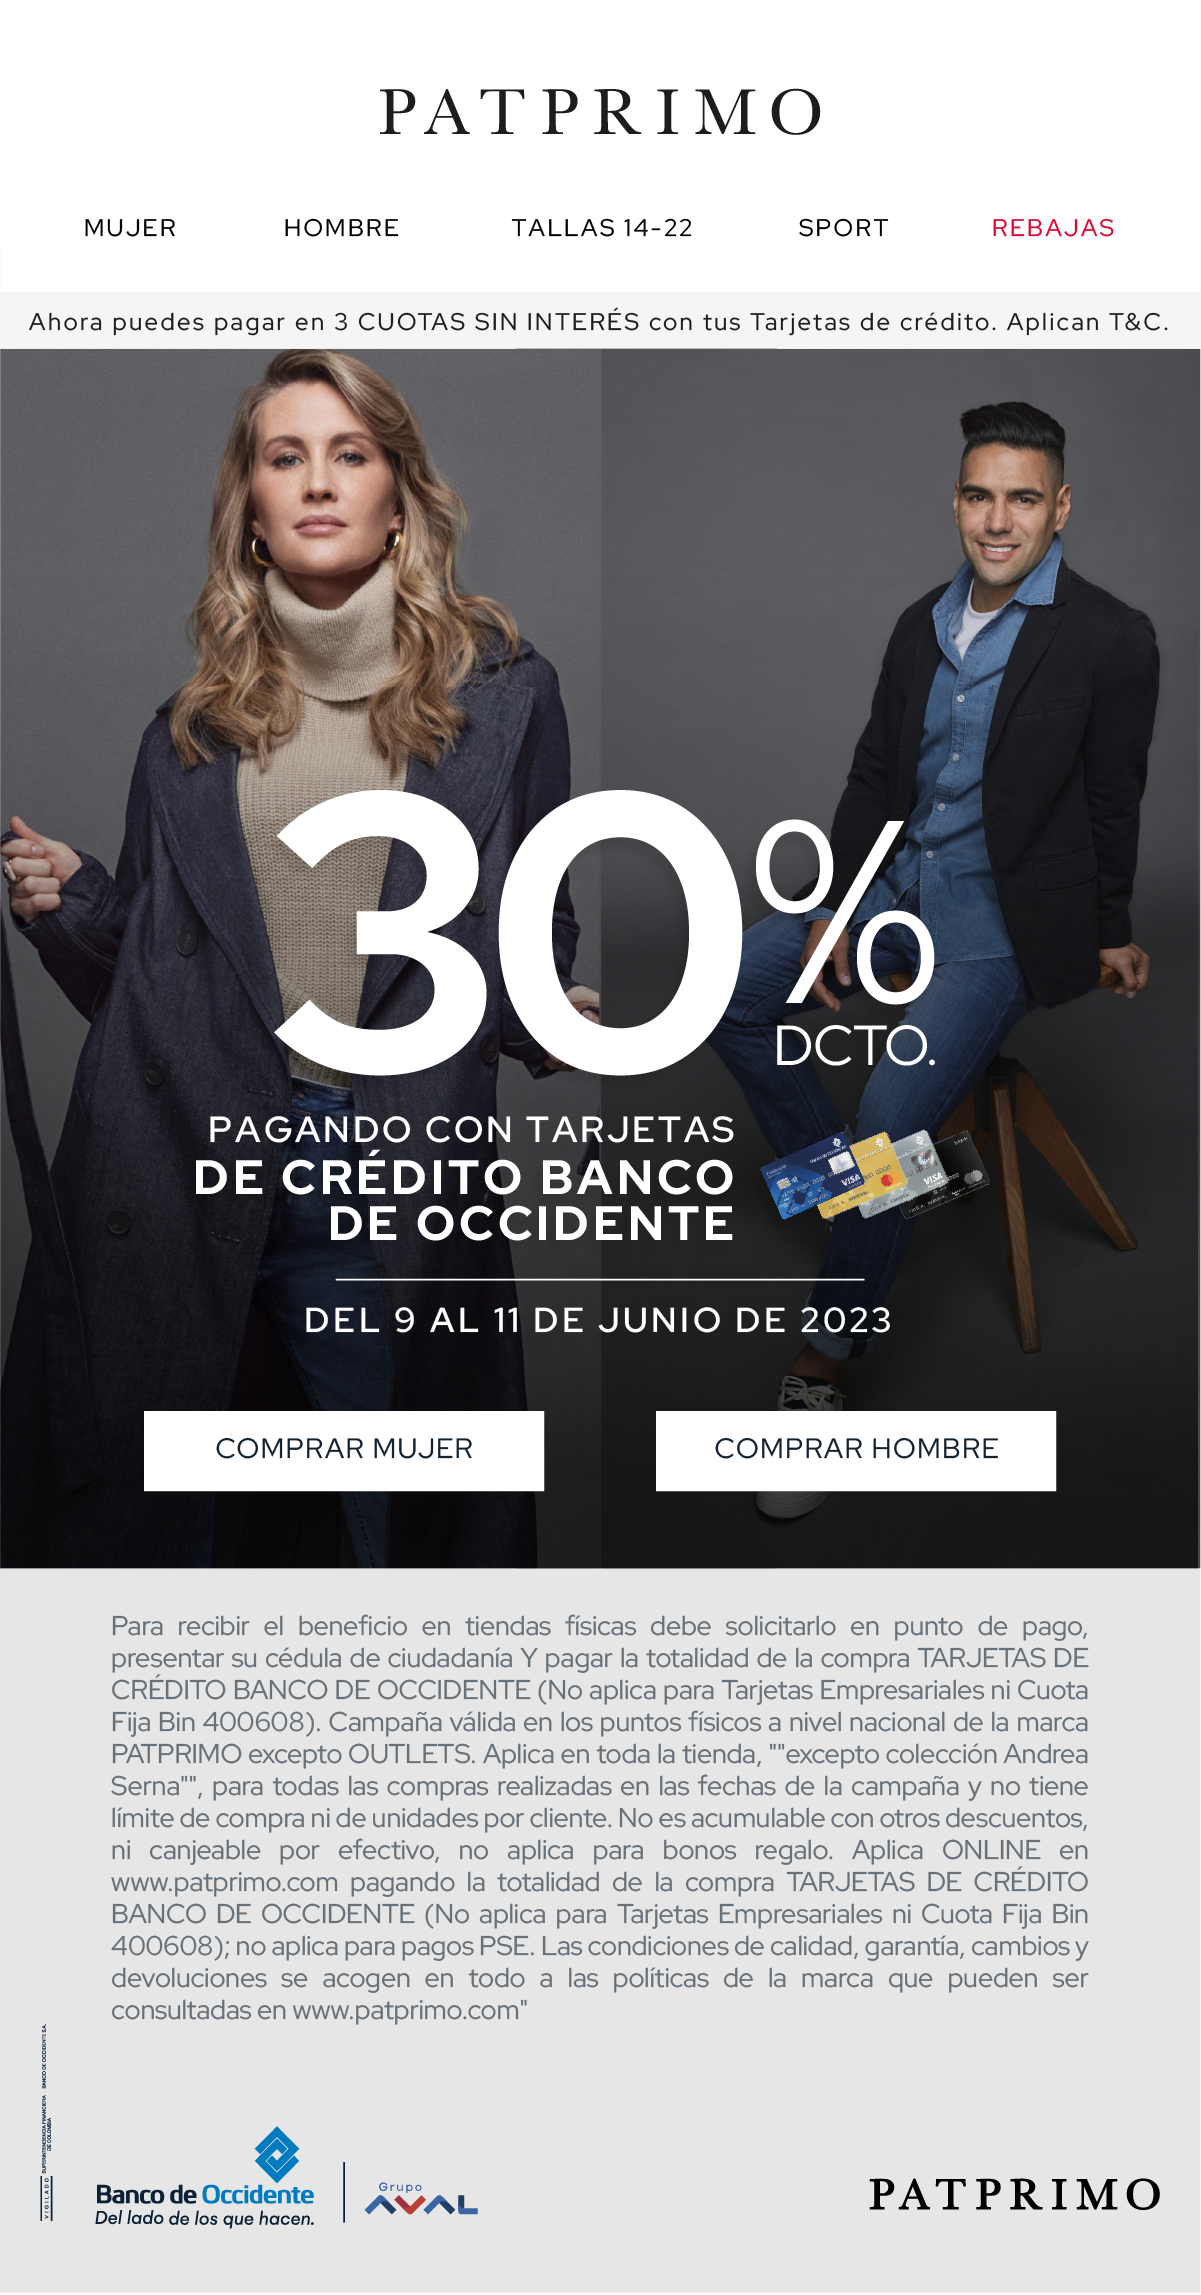 PATPRIMO
MUJER HOMBRE TALLAS 14-22 SPORT REBAJAS
Ahora puedes pagar en 3 CUOTAS SIN INTERÉS con tus Tarjetas de crédito. Aplican T&C.
30%
DCTO.
PAGANDO CON TARJETAS
DE CRÉDITO BANCO
DE OCCIDENTE
VISA
VISA
DEL 9 AL 11 DE JUNIO DE 2023
COMPRAR MUJER
COMPRAR HOMBRE
Para recibir el beneficio en tiendas físicas debe solicitarlo en punto de pago,
presentar su cédula de ciudadanía Y pagar la totalidad de la compra TARJETAS DE
CRÉDITO BANCO DE OCCIDENTE (No aplica para Tarjetas Empresariales ni Cuota
Fija Bin 400608). Campaña válida en los puntos físicos a nivel nacional de la marca
PATPRIMO excepto OUTLETS. Aplica en toda la tienda, ""excepto colección Andrea
Serna"", para todas las compras realizadas en las fechas de la campaña y no tiene
límite de compra ni de unidades por cliente. No es acumulable con otros descuentos,
ni canjeable por efectivo, no aplica para bonos regalo. Aplica ONLINE en
www.patprimo.com pagando la totalidad de la compra TARJETAS DE CRÉDITO
BANCO DE OCCIDENTE (No aplica para Tarjetas Empresariales ni Cuota Fija Bin
400608); no aplica para pagos PSE. Las condiciones de calidad, garantía, cambios y
devoluciones se acogen en todo a las políticas de la marca que pueden ser
consultadas en www.patprimo.com"
VIGILADO SUPERINTENDENCIA FINANCIERA
DE COLOMBIA
BANCO DE OCCIDENTE S.A.
Banco de Occidente
Del lado de los que hacen.
Grupo
AVAL
PATPRIMO